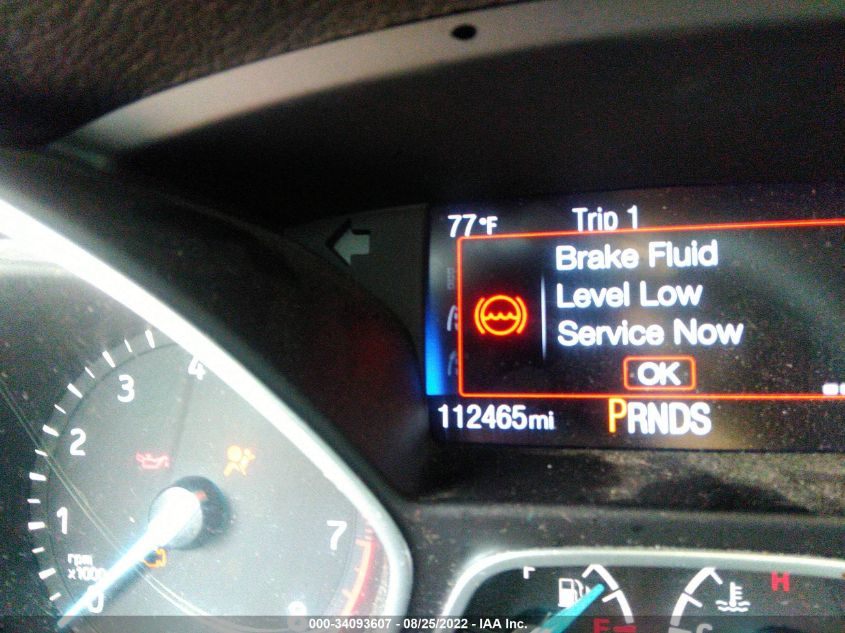 77°F Trip 1
Brake Fluid
Level Low
Service Now
OK
112465mi PRNDS
4
3
2
1
0
7
8
rpm
x1000
F
E
H
C
000-34093607 - 08/25/2022 - IAA Inc.